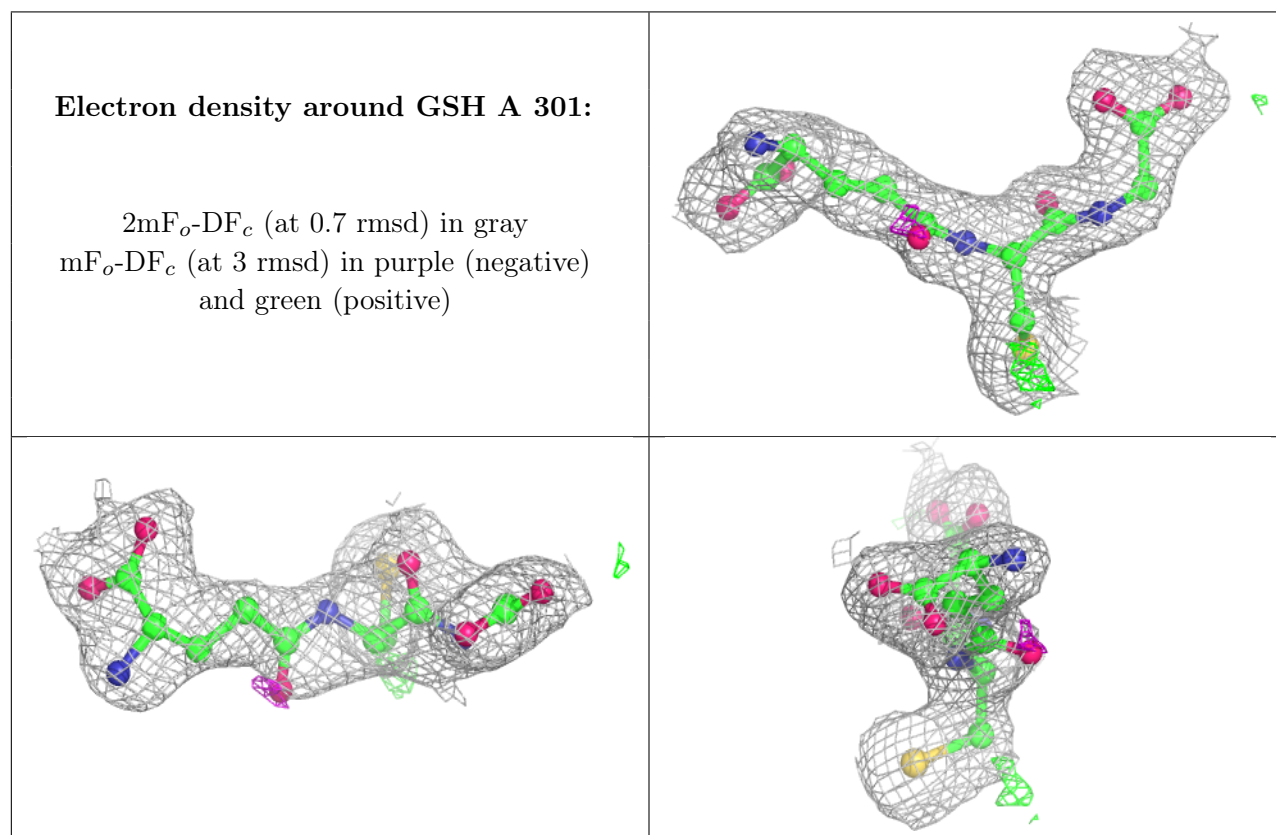 Electron density around GSH A 301:
2mFo-DFc (at 0.7 rmsd) in gray
mFo-DFc (at 3 rmsd) in purple (negative)
and green (positive)